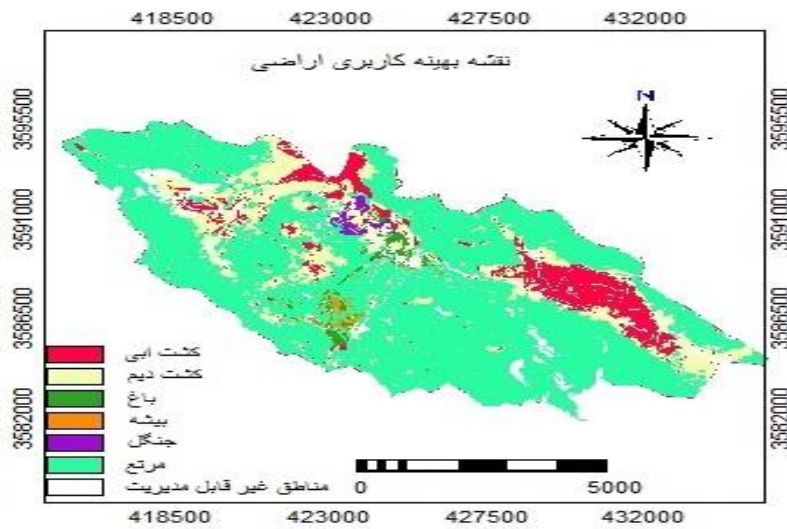 418500 423000 427500 432000
نقشه بهینه کاربری اراضی
N
3595500 3595500
3591000 3591000
3586500 3586500
3582000 3582000
کشت ابی
کشت دیم
باغ
بیشه
جنگل
مرتع
مناطق غیر قابل مدیریت
0 5000
418500 423000 427500 432000